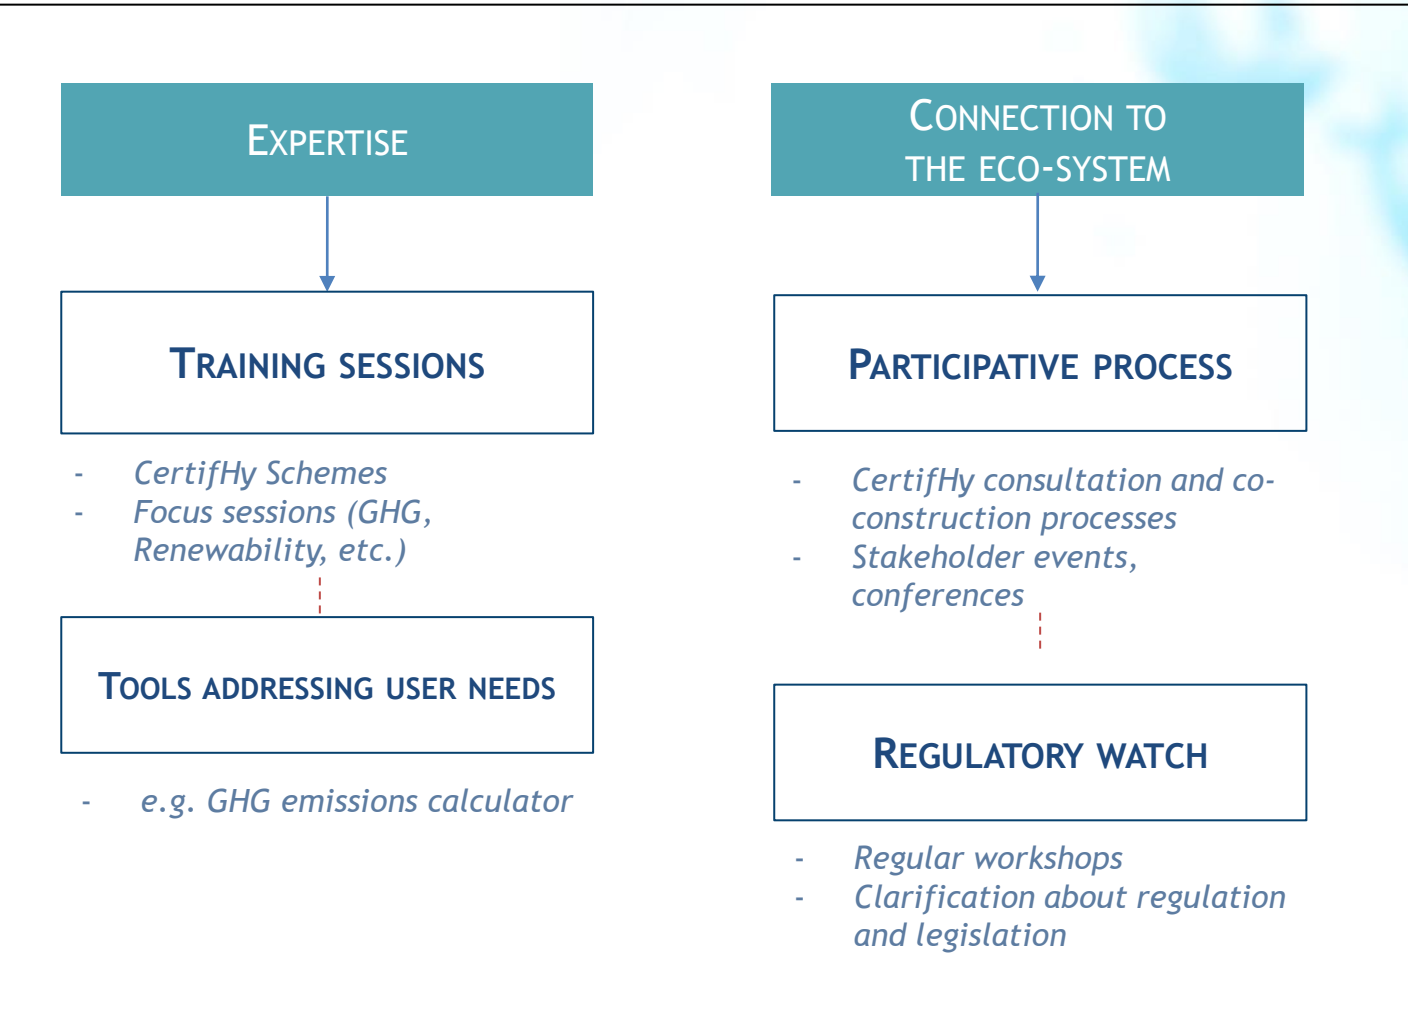 Expertise
Training sessions
- CertifHy Schemes
- Focus sessions (GHG,
Renewability, etc.)
Tools addressing user needs
- e.g. GHG emissions calculator
Connection to
the eco-system
Participative process
- CertifHy consultation and co-
construction processes
- Stakeholder events,
conferences
Regulatory watch
- Regular workshops
- Clarification about regulation
and legislation